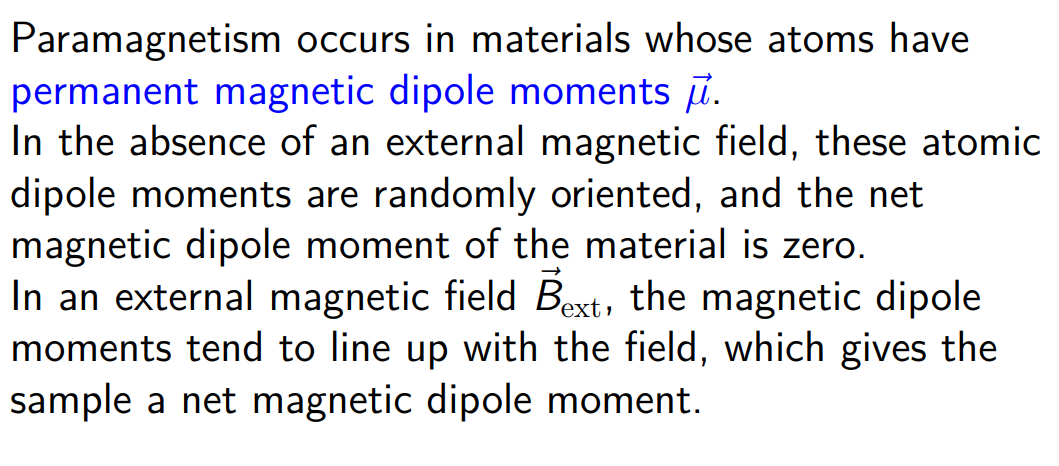 Paramagnetism occurs in materials whose atoms have
permanent magnetic dipole moments $\vec{\mu}$.
In the absence of an external magnetic field, these atomic
dipole moments are randomly oriented, and the net
magnetic dipole moment of the material is zero.
In an external magnetic field $\vec{B}_{\text{ext}}$, the magnetic dipole
moments tend to line up with the field, which gives the
sample a net magnetic dipole moment.